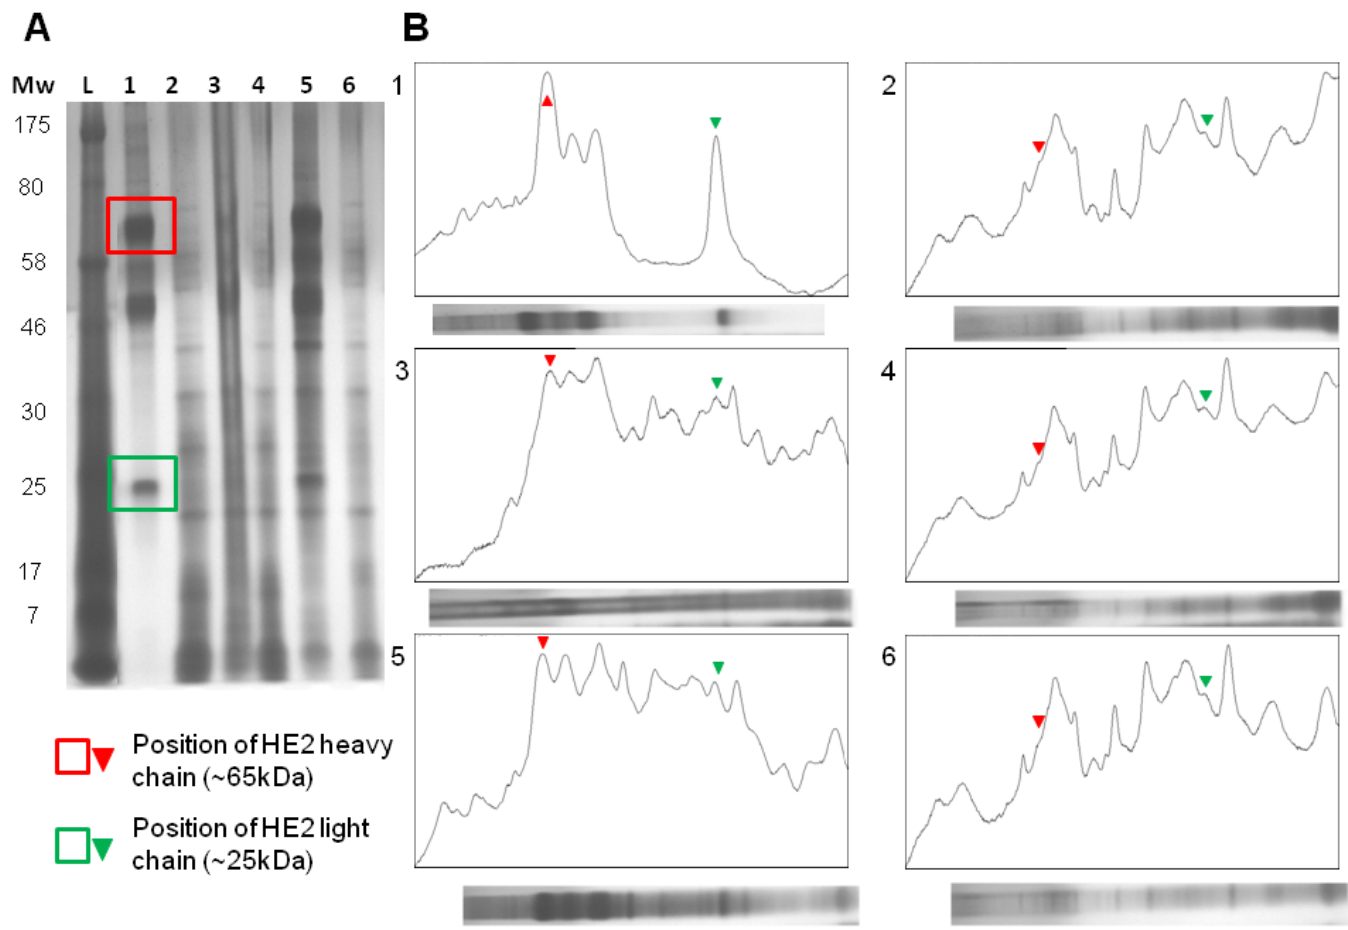 A
B
Mw L 1 2 3 4 5 6
175
80
58
46
30
25
17
7
1
2
3
4
5
6
Position of HE2 heavy
chain (~65kDa)
Position of HE2 light
chain (~25kDa)